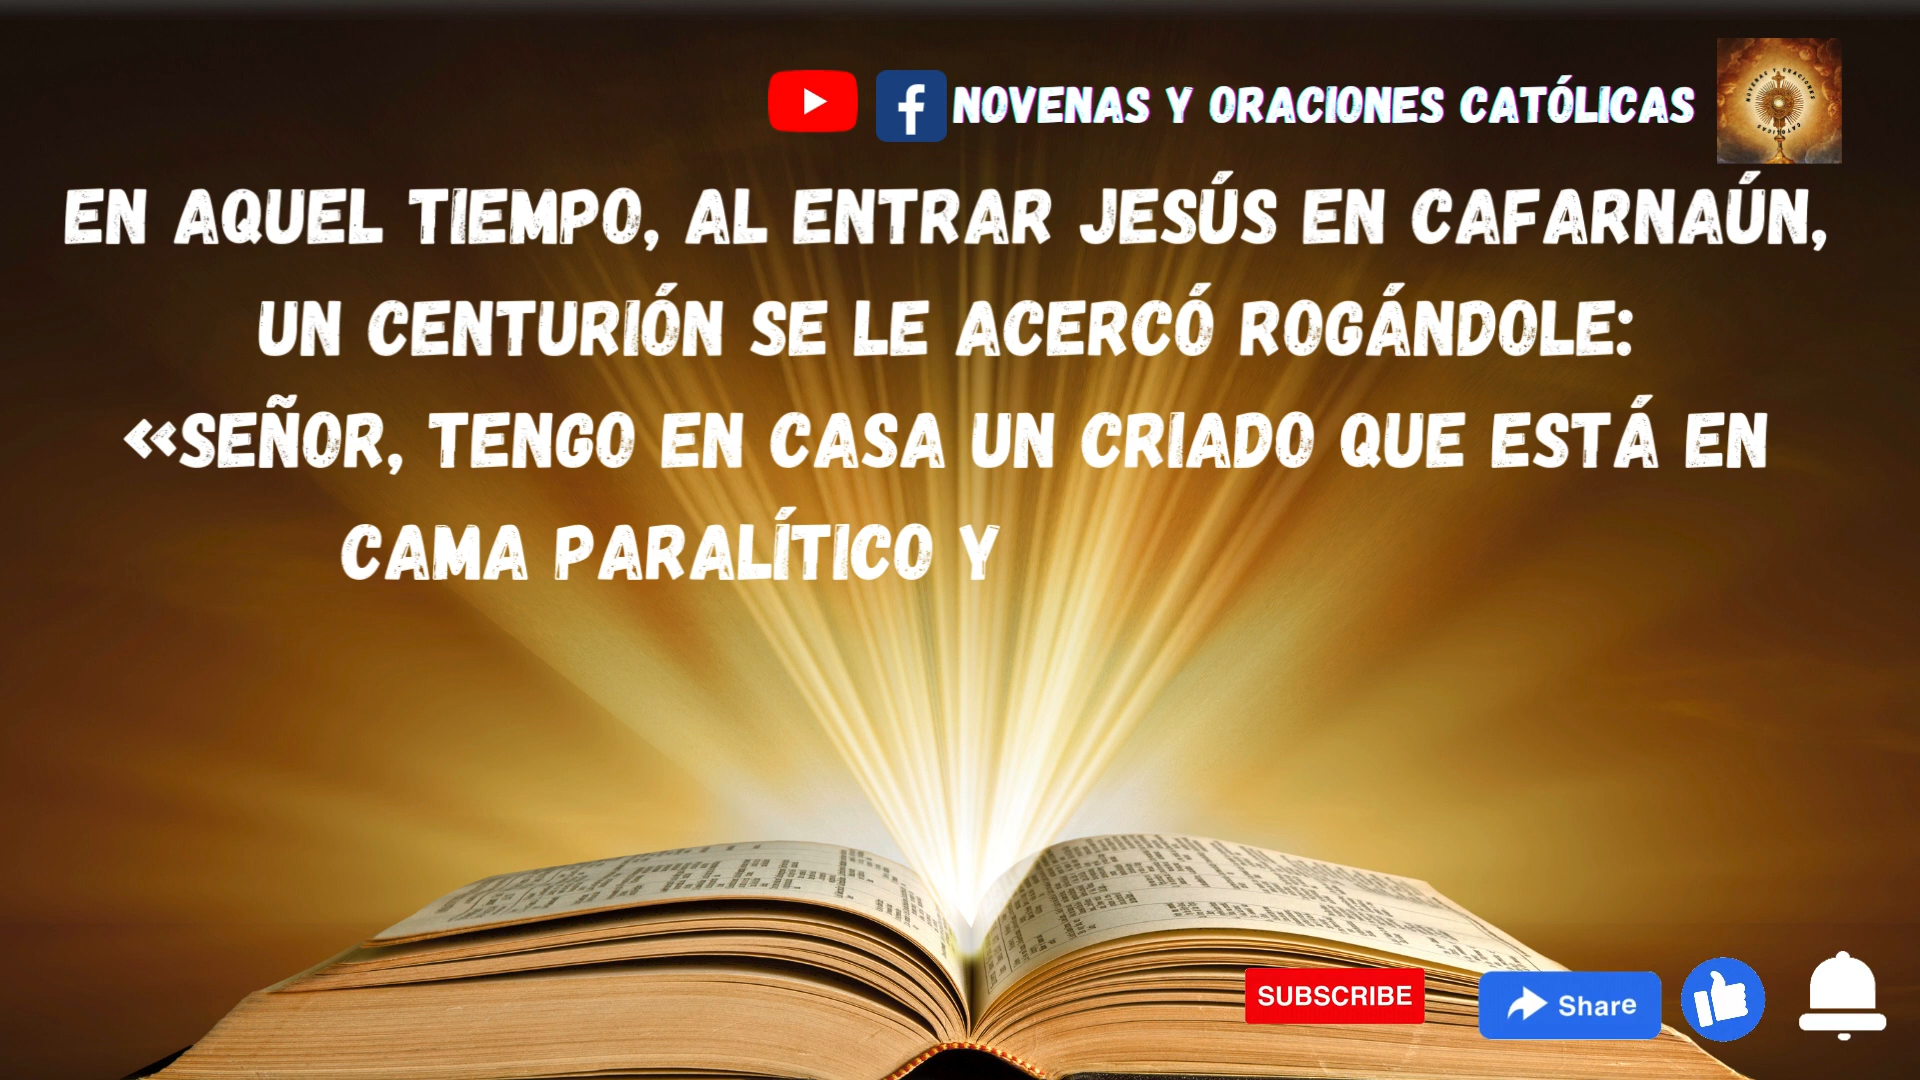 NOVENAS Y ORACIONES CATÓLICAS
EN AQUEL TIEMPO, AL ENTRAR JESÚS EN CAFARNAÚN,
UN CENTURIÓN SE LE ACERCÓ ROGÁNDOLE:
«SEÑOR, TENGO EN CASA UN CRIADO QUE ESTÁ EN
CAMA PARALÍTICO Y
SUBSCRIBE
Share